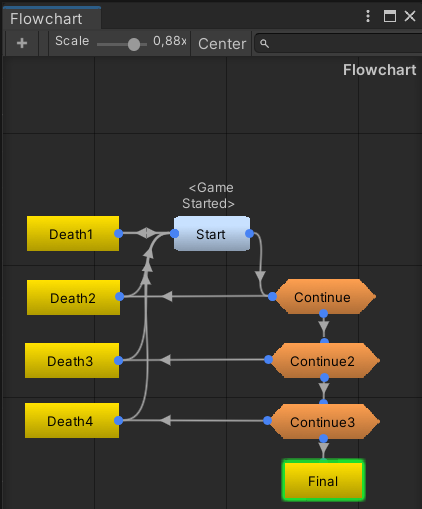 Flowchart
Scale 0,88x Center
Flowchart
<Game
Started>
Death1 Start
Death2 Continue
Death3 Continue2
Death4 Continue3
Final